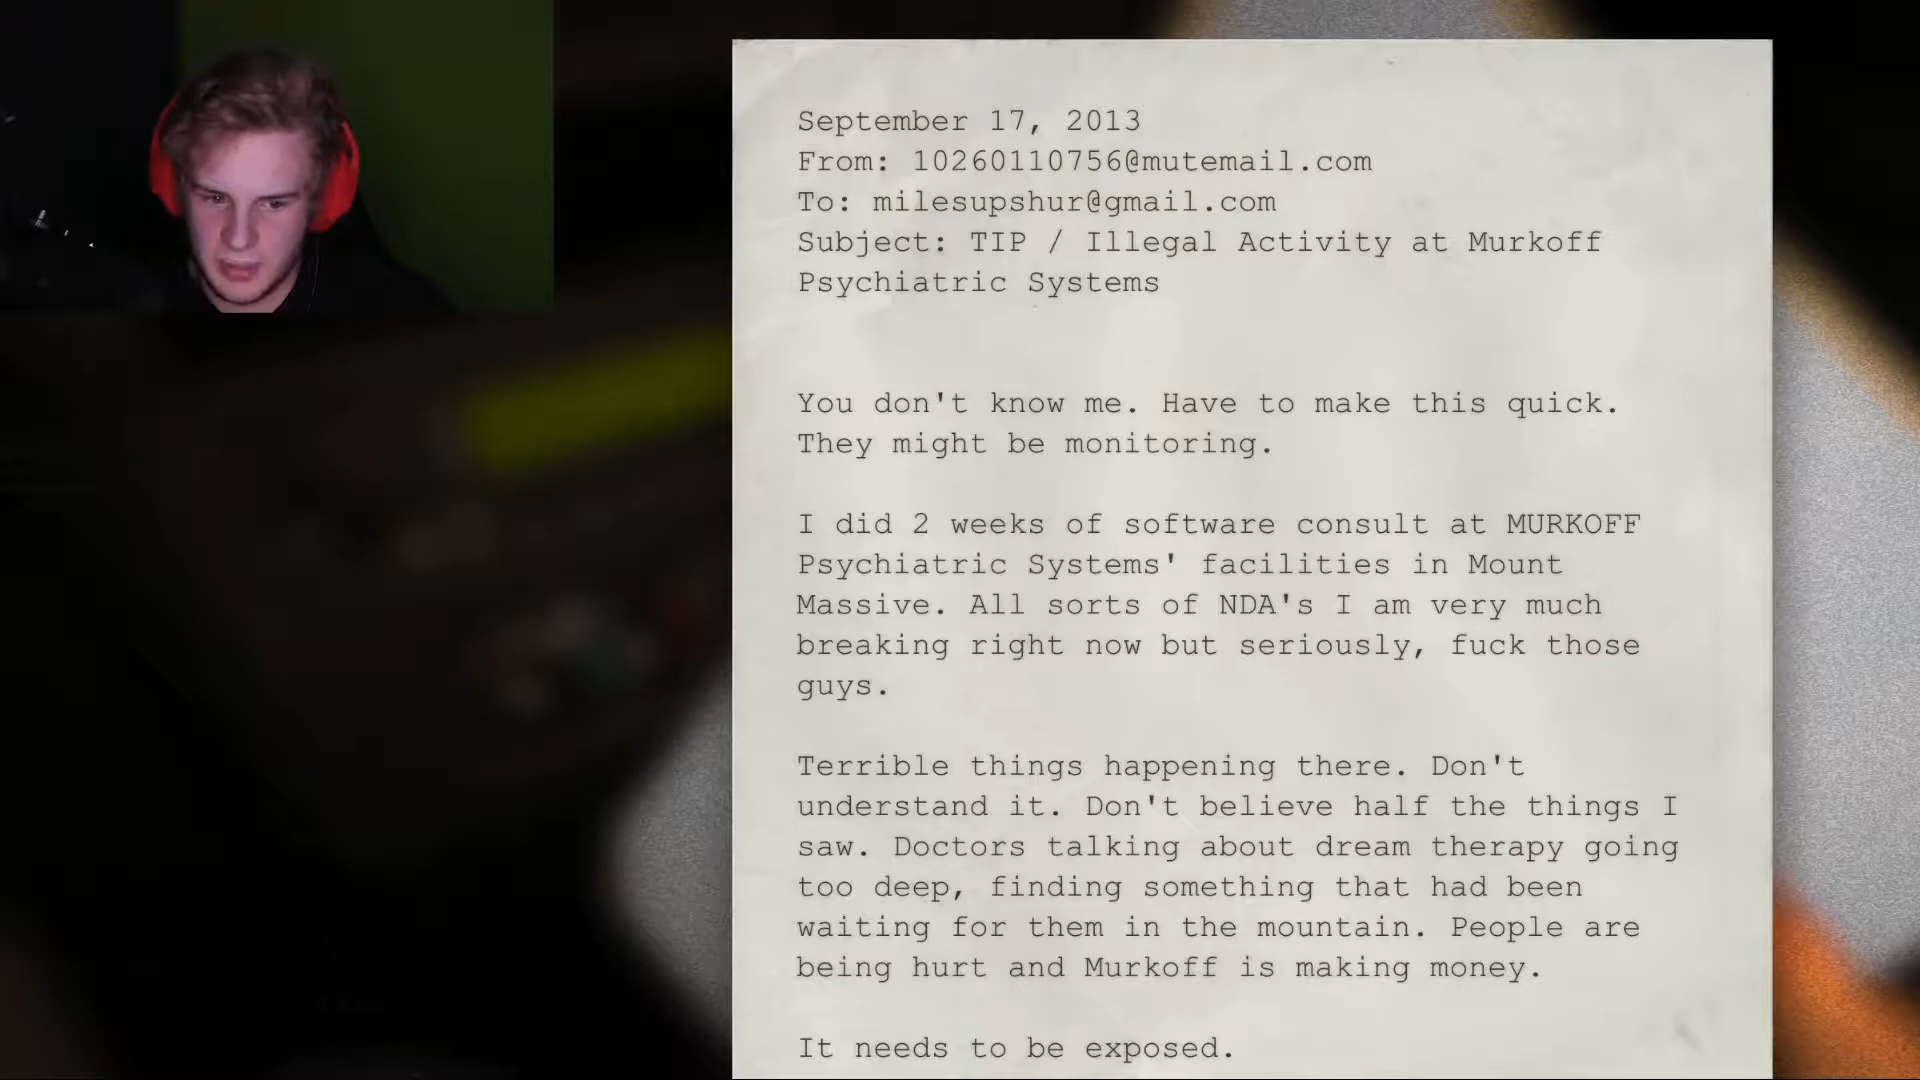 September 17, 2013
From: 10260110756@mutemail.com
To: milesupshur@gmail.com
Subject: TIP / Illegal Activity at Murkoff
Psychiatric Systems
You don't know me. Have to make this quick.
They might be monitoring.
I did 2 weeks of software consult at MURKOFF
Psychiatric Systems' facilities in Mount
Massive. All sorts of NDA's I am very much
breaking right now but seriously, fuck those
guys.
Terrible things happening there. Don't
understand it. Don't believe half the things I
saw. Doctors talking about dream therapy going
too deep, finding something that had been
waiting for them in the mountain. People are
being hurt and Murkoff is making money.
It needs to be exposed.